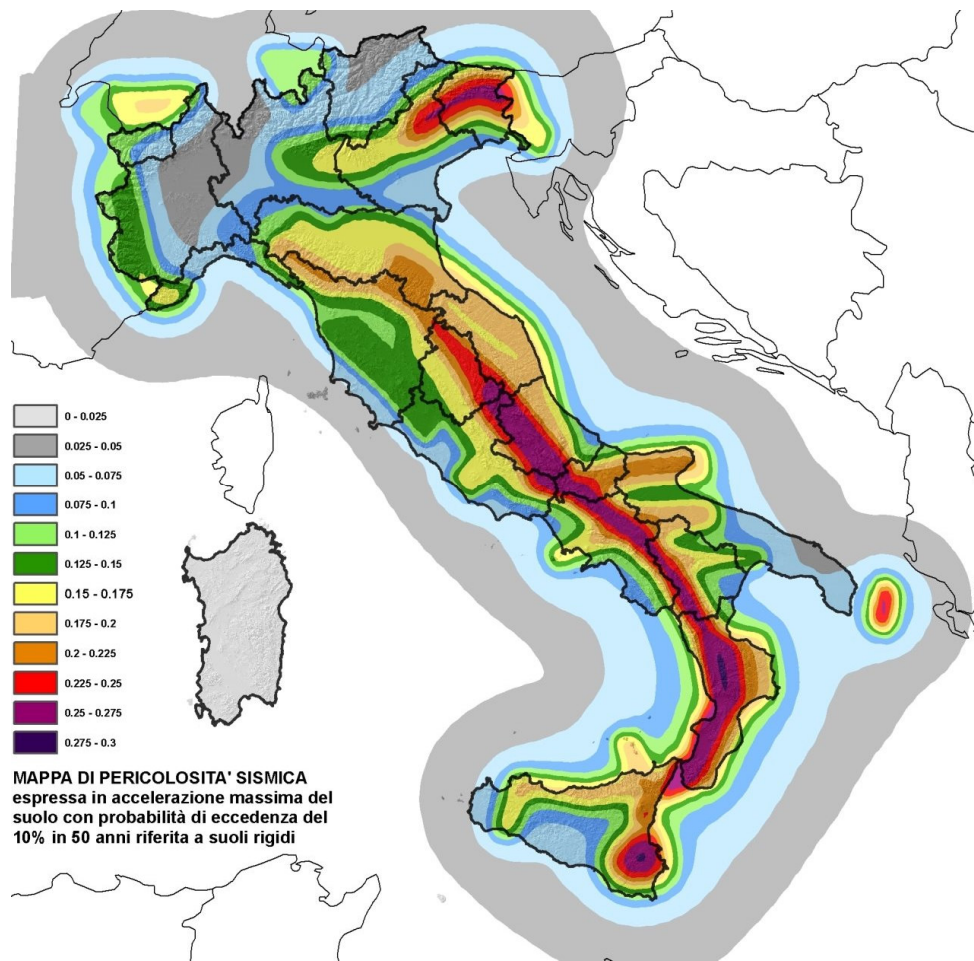 0 - 0.025
0.025 - 0.05
0.05 - 0.075
0.075 - 0.1
0.1 - 0.125
0.125 - 0.15
0.15 - 0.175
0.175 - 0.2
0.2 - 0.225
0.225 - 0.25
0.25 - 0.275
0.275 - 0.3
MAPPA DI PERICOLOSITA' SISMICA
espressa in accelerazione massima del
suolo con probabilità di eccedenza del
10% in 50 anni riferita a suoli rigidi